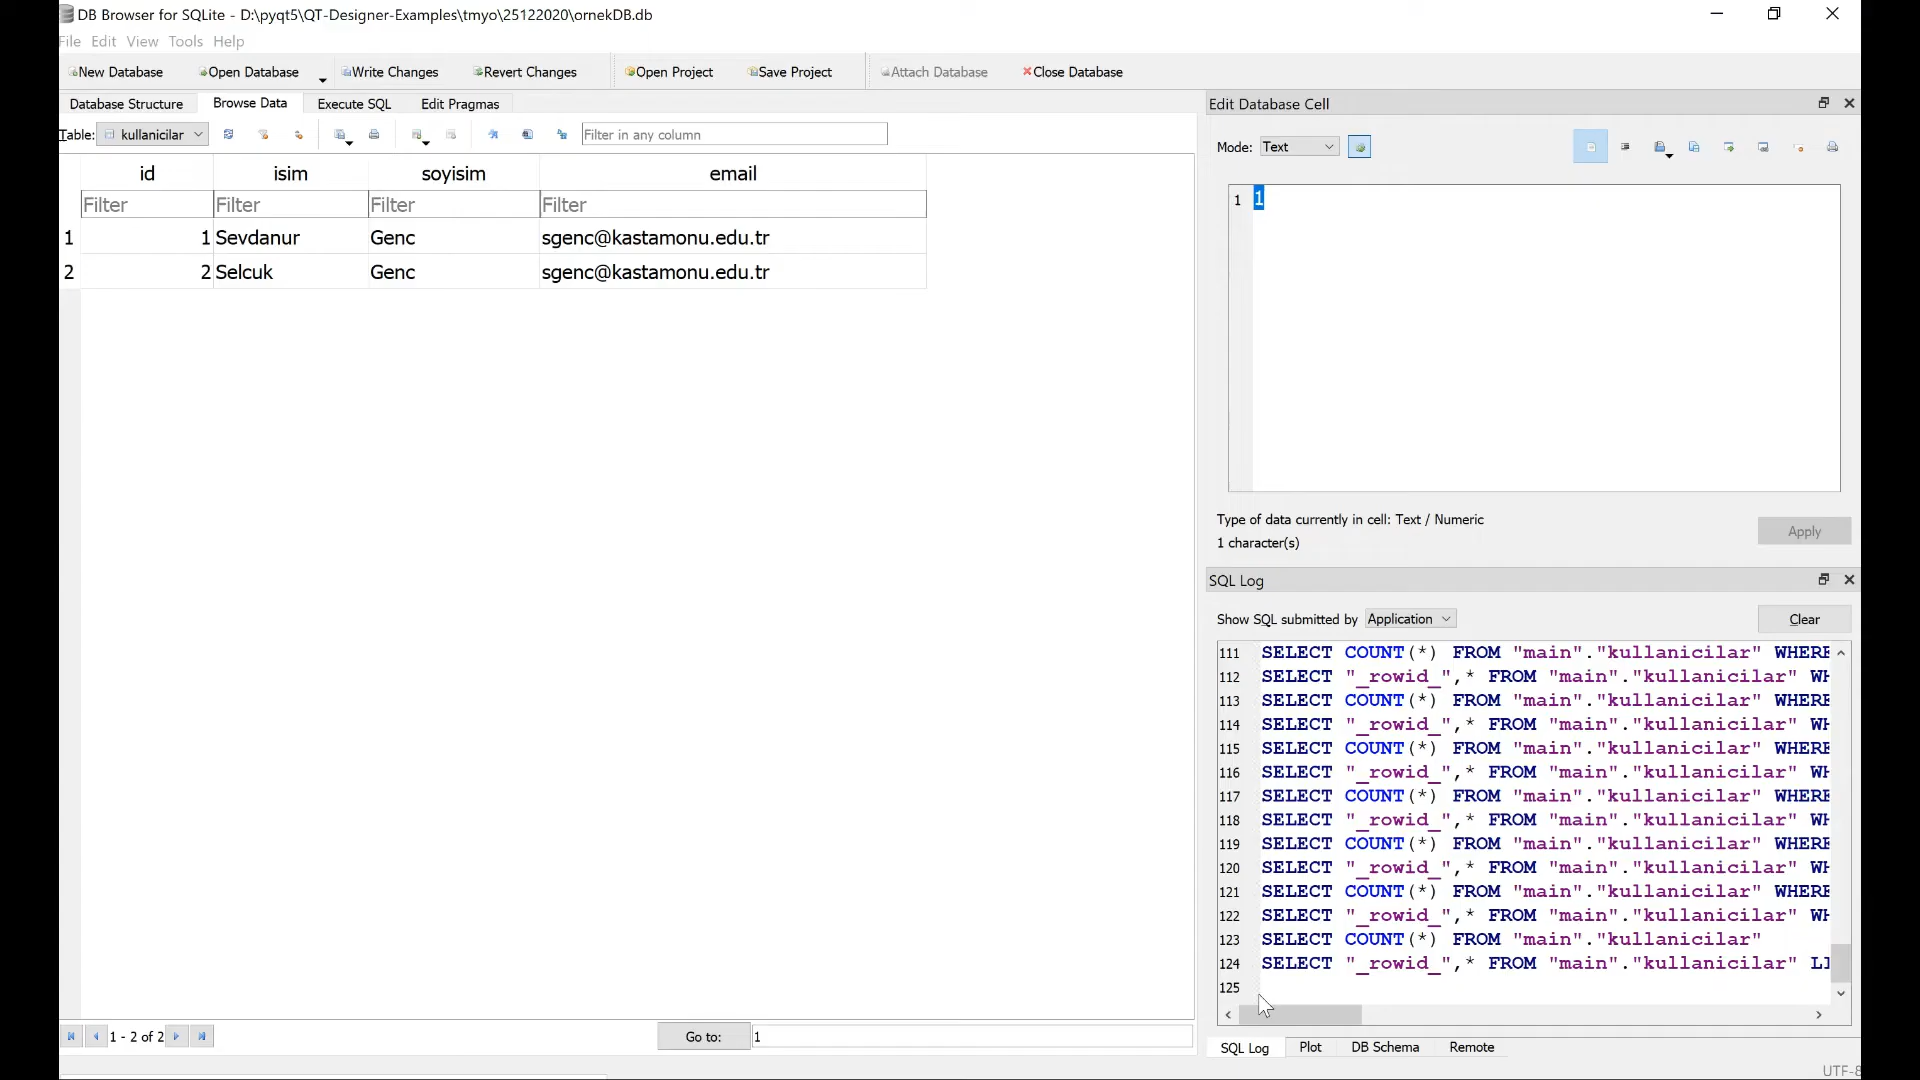 DB Browser for SQLite - D:\pyqt5\QT-Designer-Examples\tmyo\25122020\ornekDB.db
File Edit View Tools Help
New Database Open Database Write Changes Revert Changes Open Project Save Project Attach Database Close Database
Database Structure Browse Data Execute SQL Edit Pragmas
Table: kullanicilar Filter in any column
id isim soyisim email
Filter Filter Filter Filter
1 1 Sevdanur Genc sgenc@kastamonu.edu.tr
2 2 Selcuk Genc sgenc@kastamonu.edu.tr
1 - 2 of 2 Go to: 1
Edit Database Cell
Mode: Text
1 1
Type of data currently in cell: Text / Numeric
1 character(s)
Apply
SQL Log
Show SQL submitted by Application Clear
111 SELECT COUNT(*) FROM "main"."kullanicilar" WHERE
112 SELECT "_rowid_",* FROM "main"."kullanicilar" WH
113 SELECT COUNT(*) FROM "main"."kullanicilar" WHERE
114 SELECT "_rowid_",* FROM "main"."kullanicilar" WH
115 SELECT COUNT(*) FROM "main"."kullanicilar" WHERE
116 SELECT "_rowid_",* FROM "main"."kullanicilar" WH
117 SELECT COUNT(*) FROM "main"."kullanicilar" WHERE
118 SELECT "_rowid_",* FROM "main"."kullanicilar" WH
119 SELECT COUNT(*) FROM "main"."kullanicilar" WHERE
120 SELECT "_rowid_",* FROM "main"."kullanicilar" WH
121 SELECT COUNT(*) FROM "main"."kullanicilar" WHERE
122 SELECT "_rowid_",* FROM "main"."kullanicilar" WH
123 SELECT COUNT(*) FROM "main"."kullanicilar"
124 SELECT "_rowid_",* FROM "main"."kullanicilar" LI
125
SQL Log Plot DB Schema Remote
UTF-8